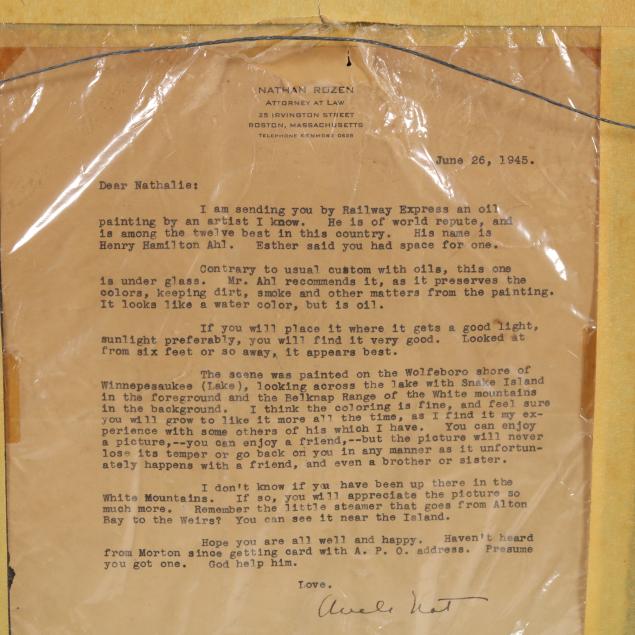 NATHAN ROZEN
ATTORNEY AT LAW
25 IRVINGTON STREET
BOSTON, MASSACHUSETTS
TELEPHONE KENMORE 0625
June 26, 1945.
Dear Nathalie:
I am sending you by Railway Express an oil
painting by an artist I know. He is of world repute, and
is among the twelve best in this country. His name is
Henry Hamilton Ahl. Esther said you had space for one.
Contrary to usual custom with oils, this one
is under glass. Mr. Ahl recommends it, as it preserves the
colors, keeping dirt, smoke and other matters from the painting.
It looks like a water color, but is oil.
If you will place it where it gets a good light,
sunlight preferably, you will find it very good. Looked at
from six feet or so away, it appears best.
The scene was painted on the Wolfeboro shore of
Winnepesaukee (Lake), looking across the lake with Snake Island
in the foreground and the Belknap Range of the White mountains
in the background. I think the coloring is fine, and feel sure
you will grow to like it more all the time, as I find it my ex-
perience with some others of his which I have. You can enjoy
a picture,--you can enjoy a friend,--but the picture will never
lose its temper or go back on you in any manner as it unfortun-
ately happens with a friend, and even a brother or sister.
I don't know if you have been up there in the
White Mountains. If so, you will appreciate the picture so
much more. Remember the little steamer that goes from Alton
Bay to the Weirs? You can see it near the Island.
Hope you are all well and happy. Haven't heard
from Morton since getting card with A. P. O. address. Presume
you got one. God help him.
Love.
Uncle Nat